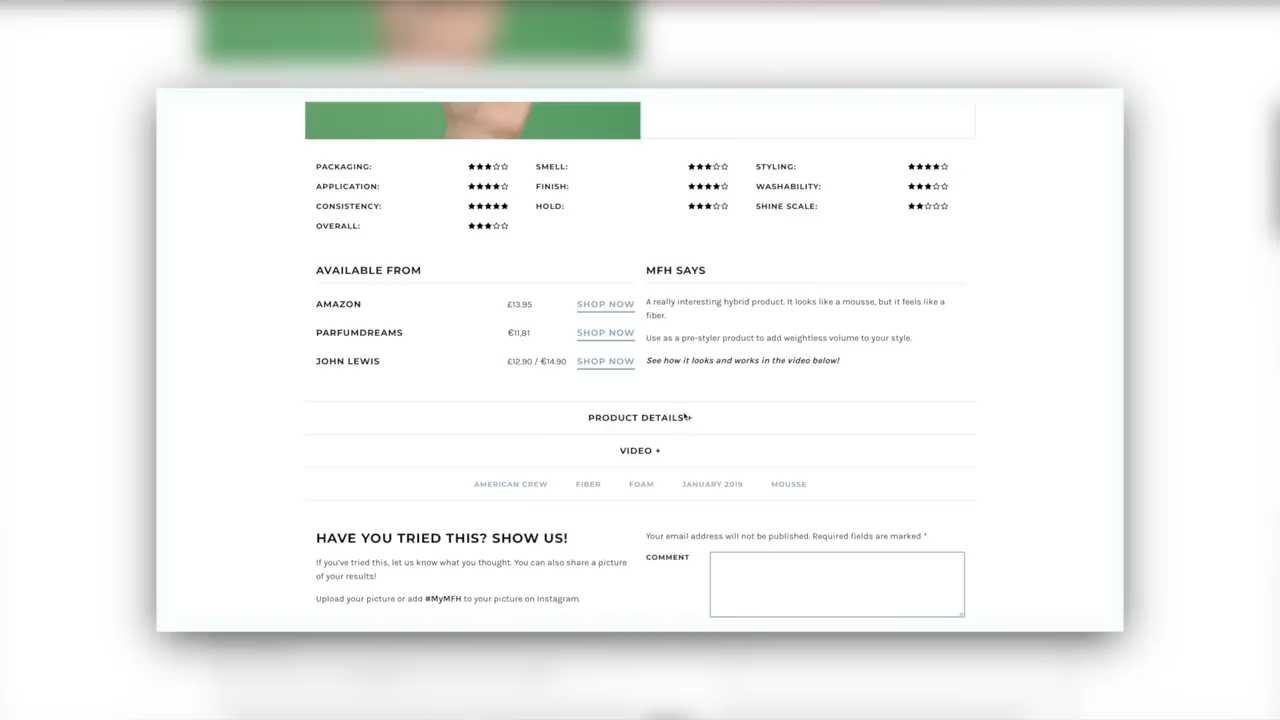 PACKAGING: ★★★☆☆ SMELL: ★★★☆☆ STYLING: ★★★★☆
APPLICATION: ★★★★☆ FINISH: ★★★★☆ WASHABILITY: ★★★☆☆
CONSISTENCY: ★★★★★ HOLD: ★★★☆☆ SHINE SCALE: ★★☆☆☆
OVERALL: ★★★☆☆
AVAILABLE FROM
AMAZON £13.95 SHOP NOW
PARFUMDREAMS €11,81 SHOP NOW
JOHN LEWIS £12.90 / €14.90 SHOP NOW
MFH SAYS
A really interesting hybrid product. It looks like a mousse, but it feels like a
fiber.
Use as a pre-styler product to add weightless volume to your style.
See how it looks and works in the video below!
PRODUCT DETAILS+
VIDEO +
AMERICAN CREW FIBER FOAM JANUARY 2019 MOUSSE
HAVE YOU TRIED THIS? SHOW US!
If you've tried this, let us know what you thought. You can also share a picture
of your results!
Upload your picture or add #MyMFH to your picture on Instagram.
Your email address will not be published. Required fields are marked *
COMMENT